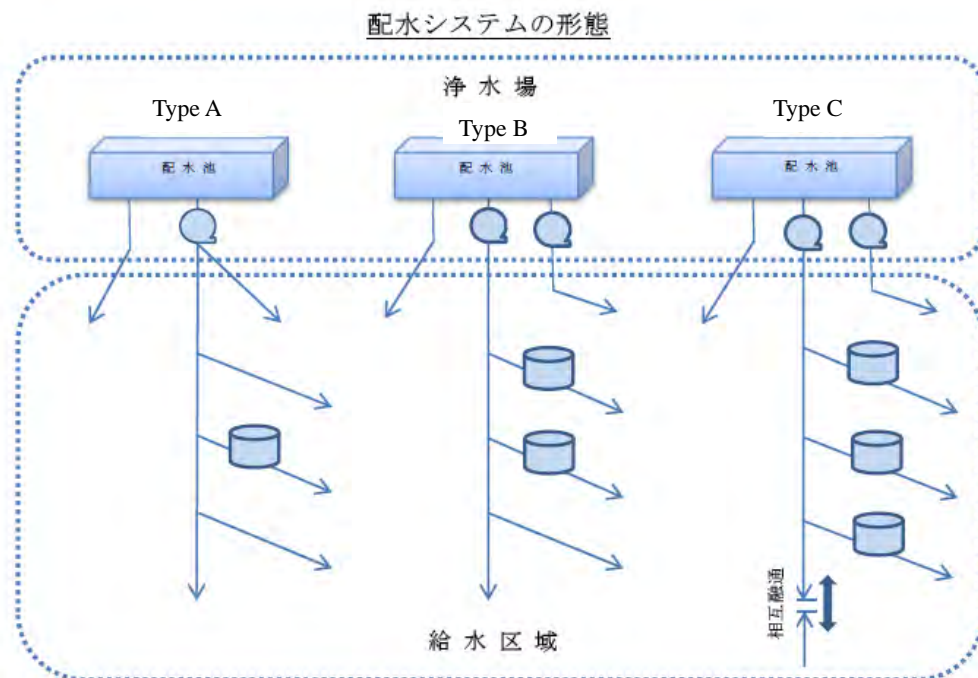 配水システムの形態
浄 水 場
Type A
Type B
Type C
配 水 池
配 水 池
配 水 池
相互融通
給 水 区 域